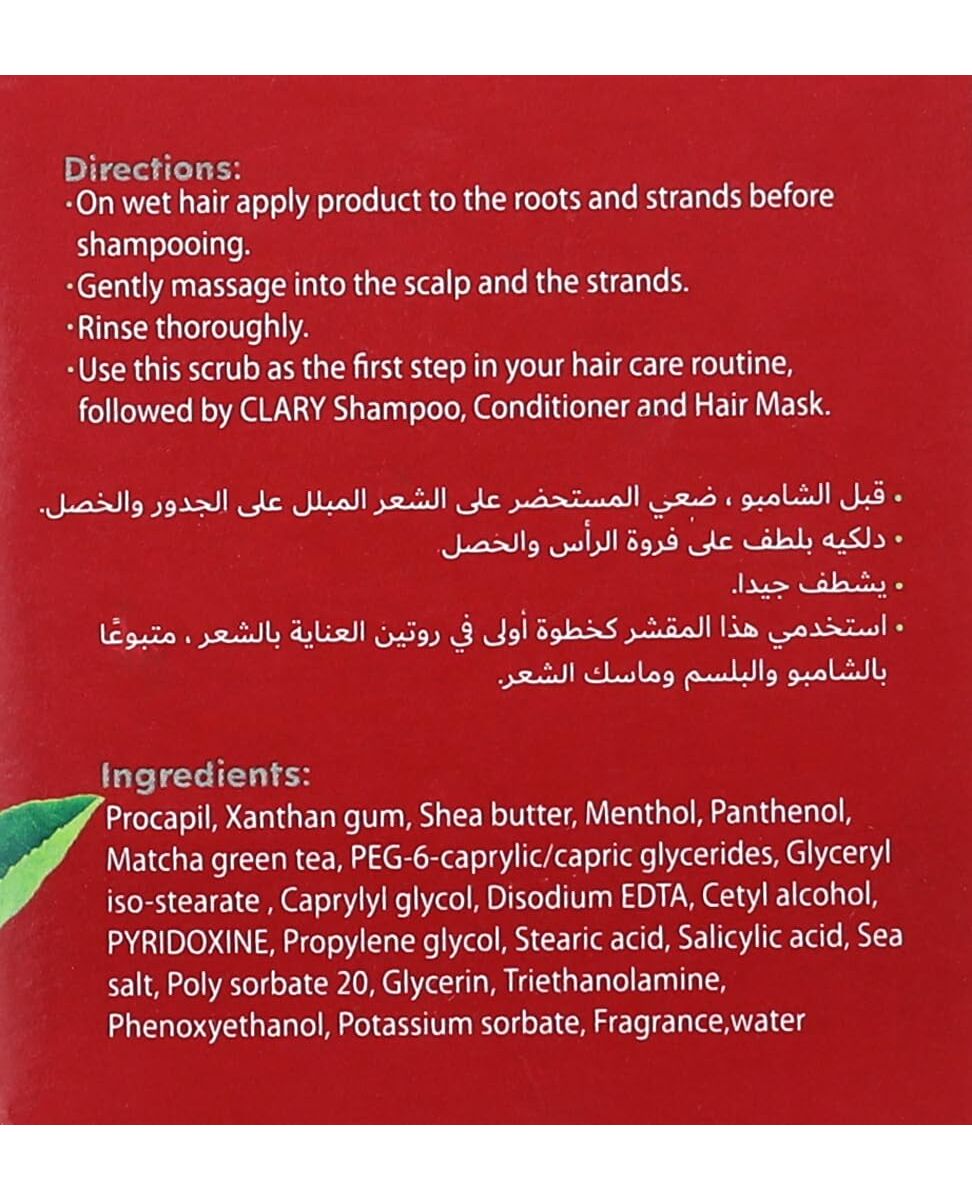 Directions:
·On wet hair apply product to the roots and strands before
shampooing.
·Gently massage into the scalp and the strands.
·Rinse thoroughly.
·Use this scrub as the first step in your hair care routine,
followed by CLARY Shampoo, Conditioner and Hair Mask.
• قبل الشامبو ، ضعي المستحضر على الشعر المبلل على الجدور والخصل.
• دلكيه بلطف على فروة الرأس والخصل.
• يشطف جيدا.
• استخدمي هذا المقشر كخطوة أولى في روتين العناية بالشعر ، متبوعًا
بالشامبو والبلسم وماسك الشعر.
Ingredients:
Procapil, Xanthan gum, Shea butter, Menthol, Panthenol,
Matcha green tea, PEG-6-caprylic/capric glycerides, Glyceryl
iso-stearate , Caprylyl glycol, Disodium EDTA, Cetyl alcohol,
PYRIDOXINE, Propylene glycol, Stearic acid, Salicylic acid, Sea
salt, Poly sorbate 20, Glycerin, Triethanolamine,
Phenoxyethanol, Potassium sorbate, Fragrance,water